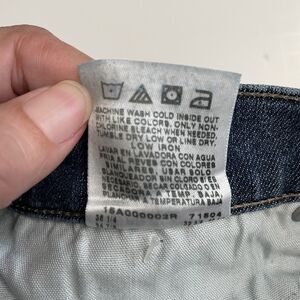 MACHINE WASH COLD INSIDE OUT
WITH LIKE COLORS. ONLY NON-
CHLORINE BLEACH WHEN NEEDED.
TUMBLE DRY LOW OR LINE DRY.
LOW IRON
LAVAR EN LAVADORA CON AGUA
FRIA AL REVES CON COLORES
SIMILARES. USAR SOLO
BLANQUEADOR SIN CLORO SI ES
NECESARIO. SECAR COLGADO O EN
SECADORA A TEMP. BAJA.
TEMPERATURA BAJA
16A0000003R 71504